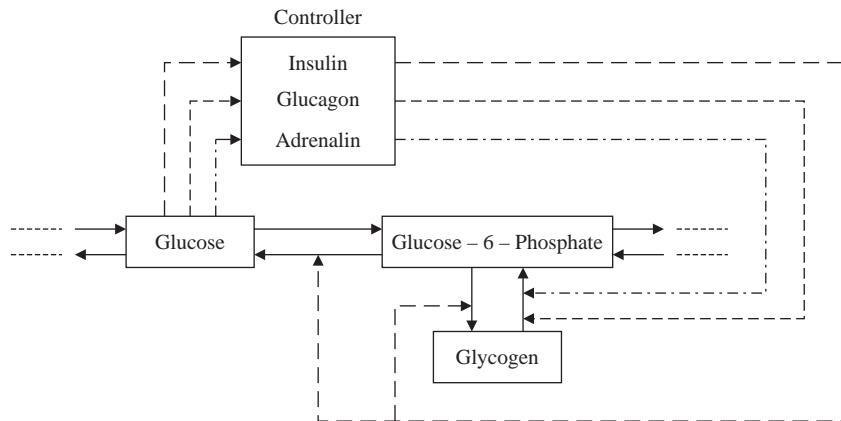 Controller
Insulin
Glucagon
Adrenalin
Glucose
Glucose – 6 – Phosphate
Glycogen